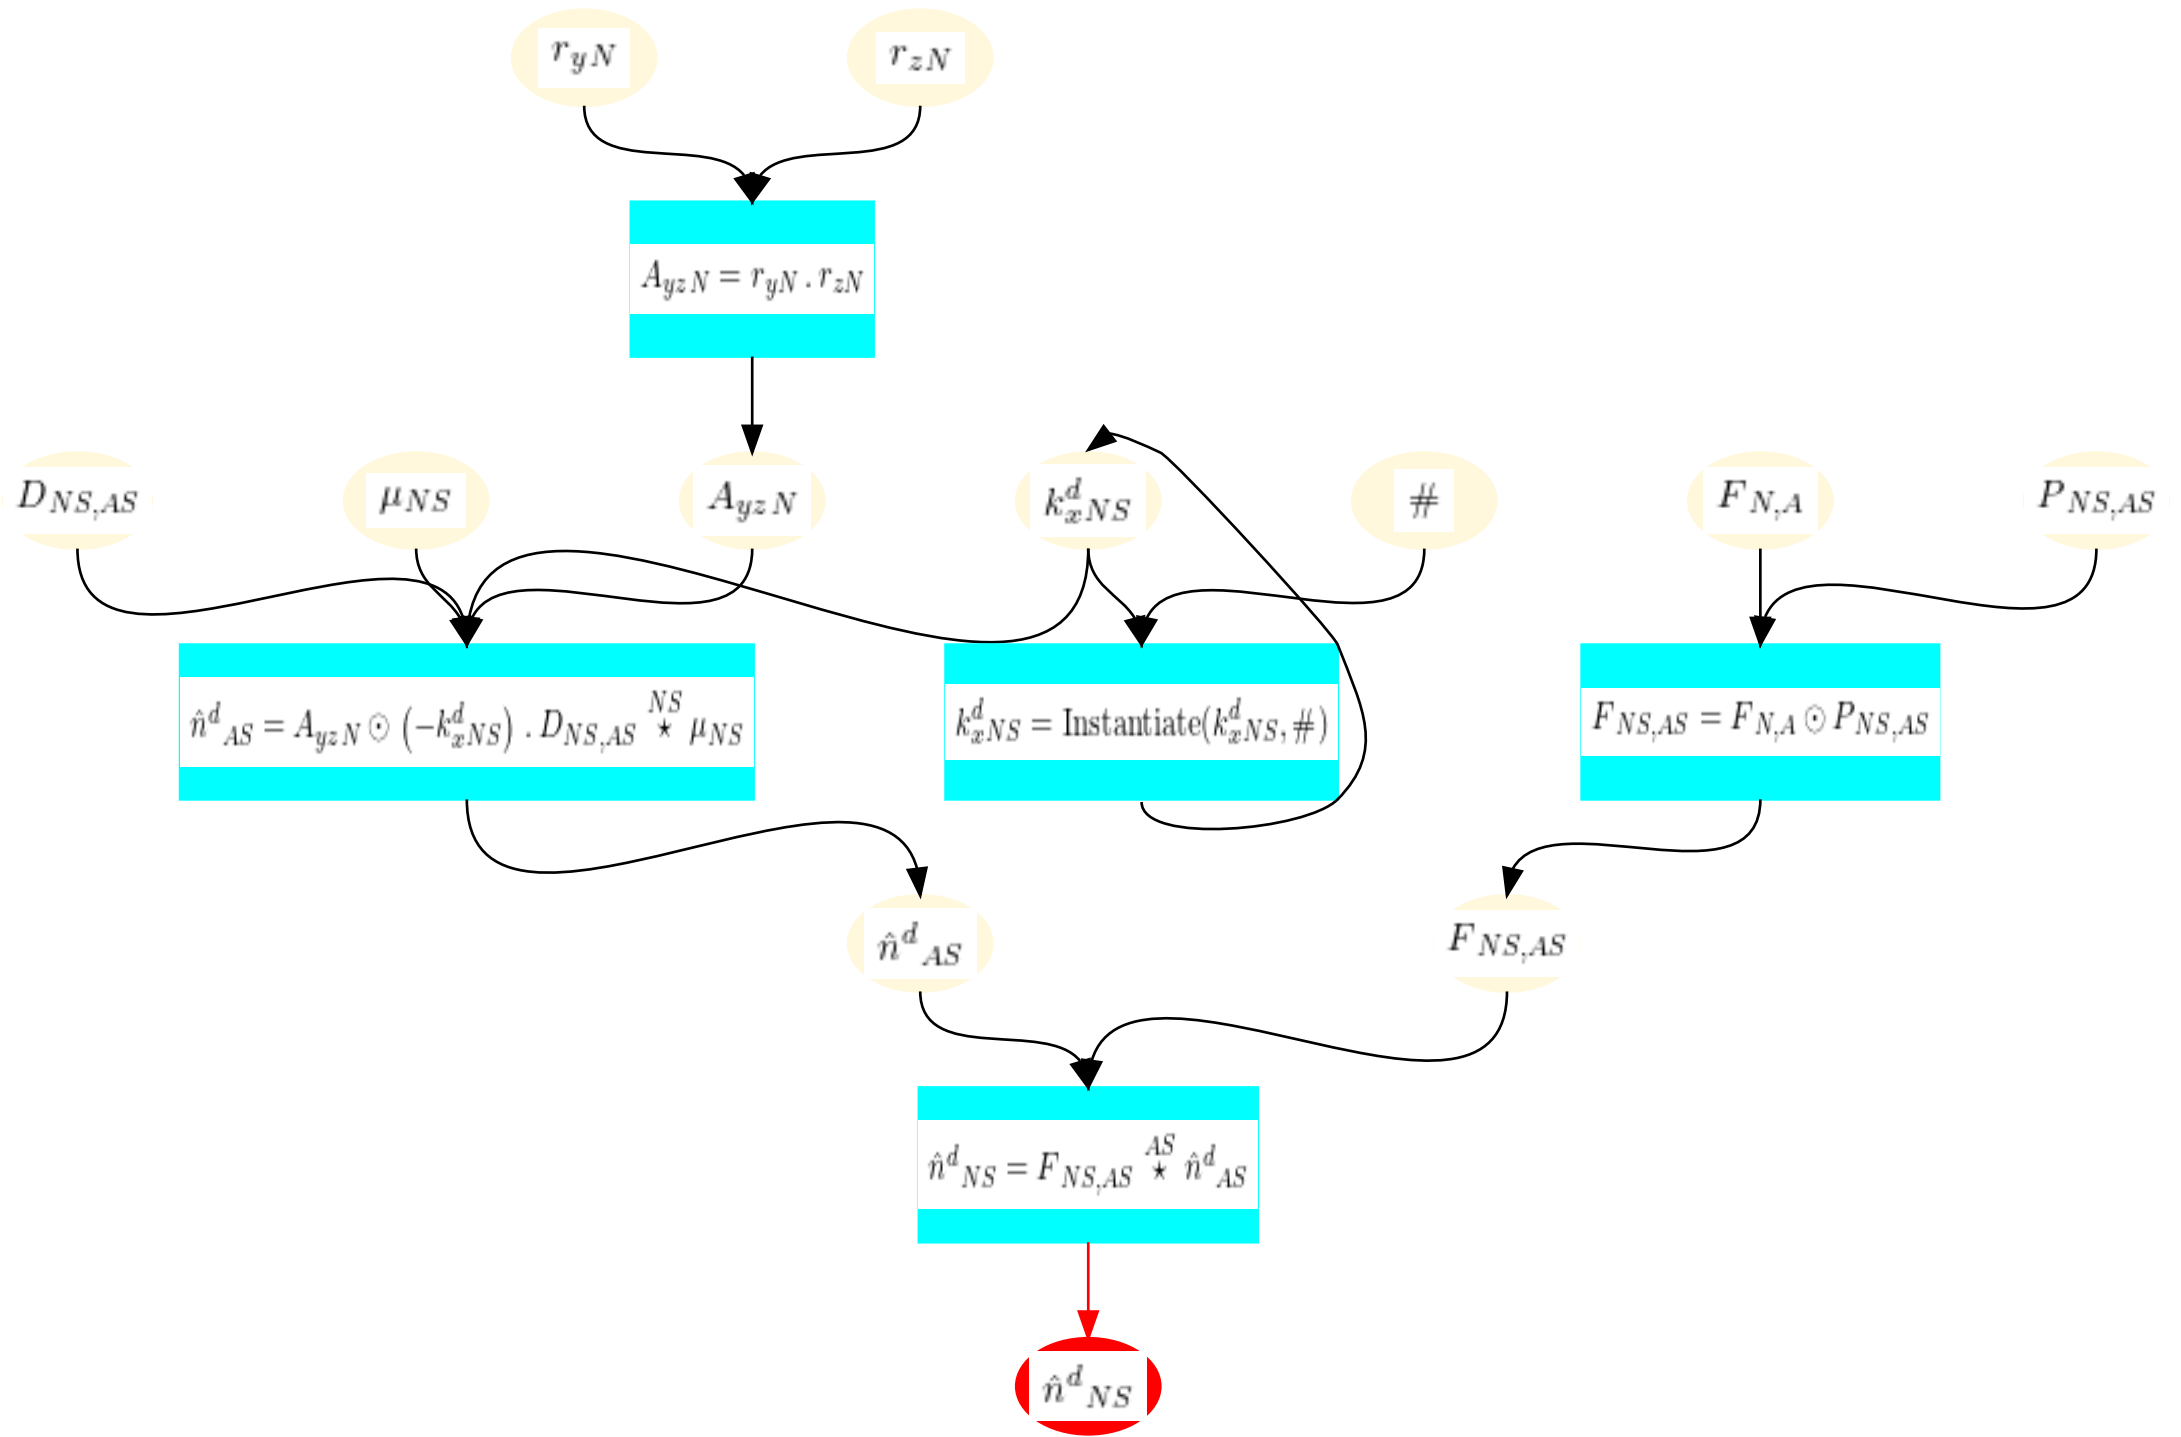 r_{yN} r_{zN}
A_{yzN} = r_{yN} . r_{zN}
D_{NS,AS} μ_{NS} A_{yzN} k^d_{xNS} # F_{N,A} P_{NS,AS}
n̂^d_{AS} = A_{yzN} ⊙ (−k^d_{xNS}) . D_{NS,AS} \overset{NS}{⋆} μ_{NS}
k^d_{xNS} = Instantiate(k^d_{xNS}, #)
F_{NS,AS} = F_{N,A} ⊙ P_{NS,AS}
n̂^d_{AS} F_{NS,AS}
n̂^d_{NS} = F_{NS,AS} \overset{AS}{⋆} n̂^d_{AS}
n̂^d_{NS}